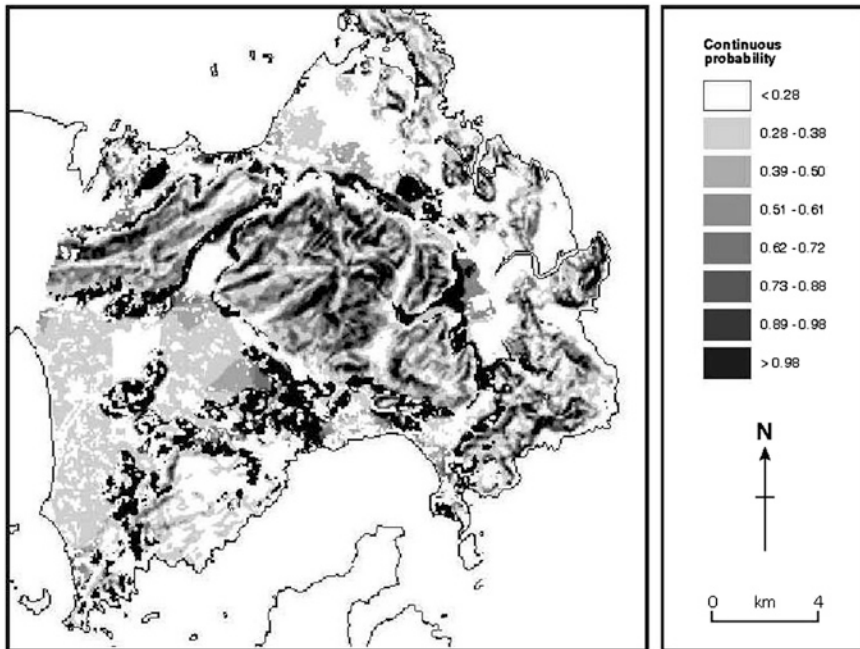 Continuous
probability
< 0.28
0.28 - 0.38
0.39 - 0.50
0.51 - 0.61
0.62 - 0.72
0.73 - 0.88
0.89 - 0.98
> 0.98
N
0 km 4